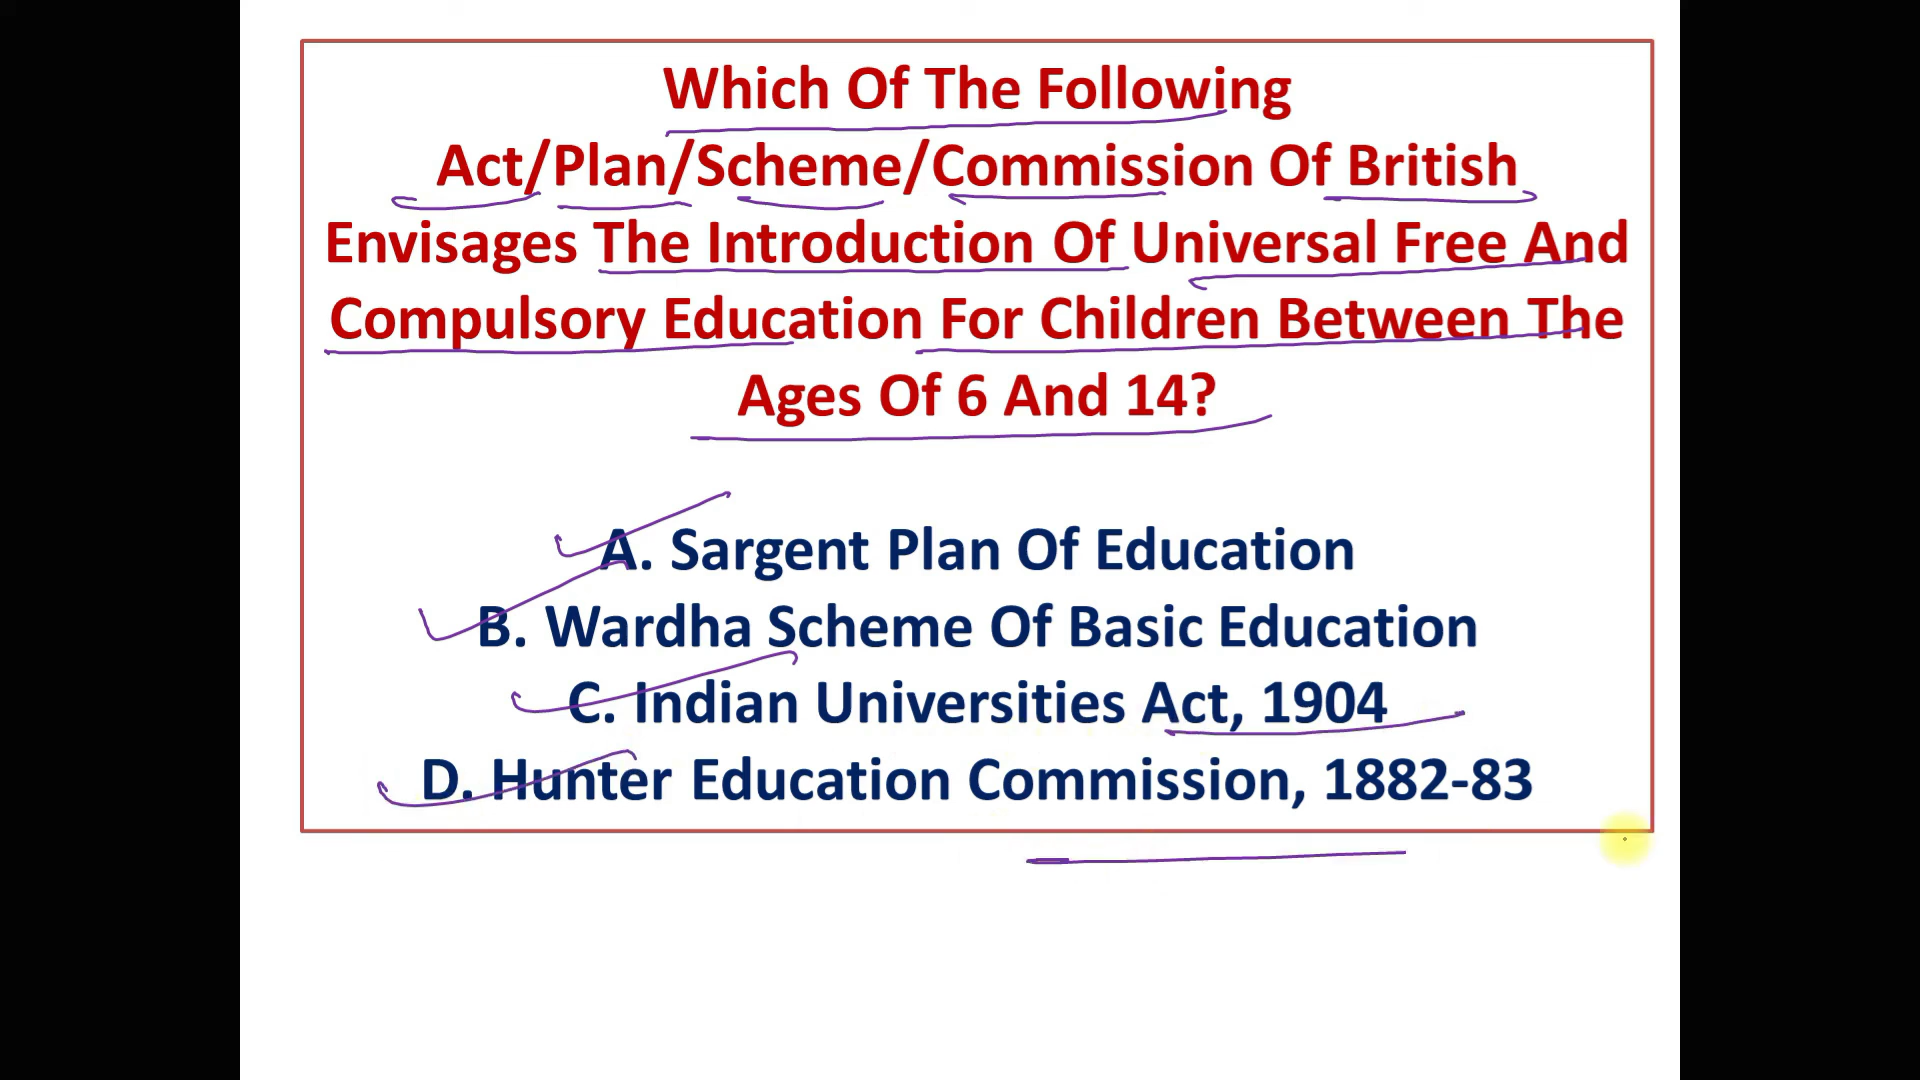 Which Of The Following
Act/Plan/Scheme/Commission Of British
Envisages The Introduction Of Universal Free And
Compulsory Education For Children Between The
Ages Of 6 And 14?
A. Sargent Plan Of Education
B. Wardha Scheme Of Basic Education
C. Indian Universities Act, 1904
D. Hunter Education Commission, 1882-83